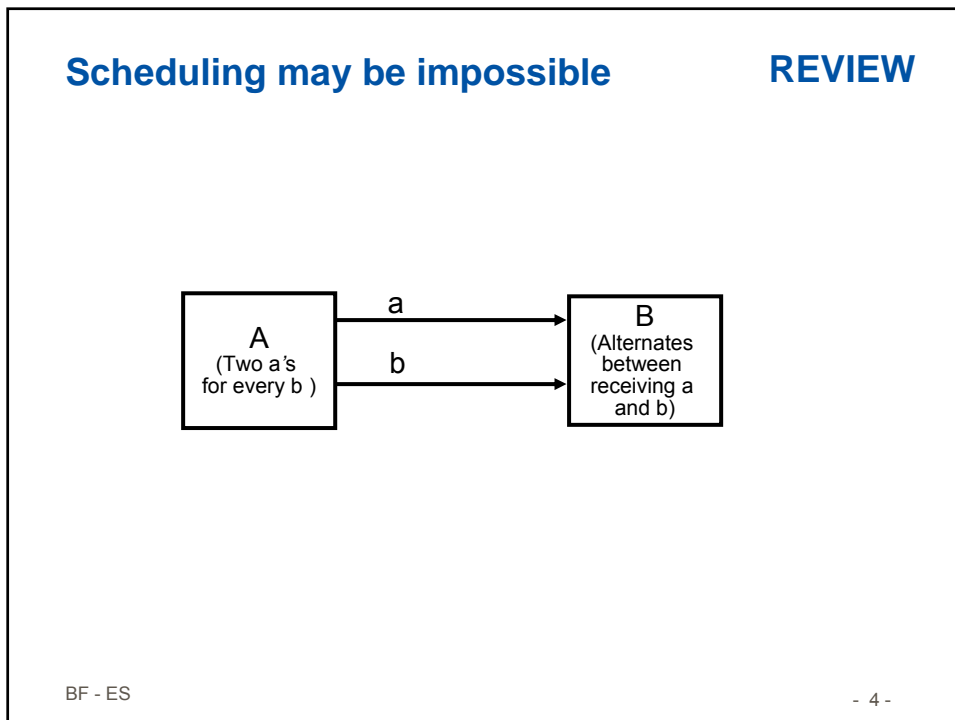 Scheduling may be impossible
REVIEW
A
(Two a's
for every b )
a
b
B
(Alternates
between
receiving a
and b)
BF - ES
- 4 -